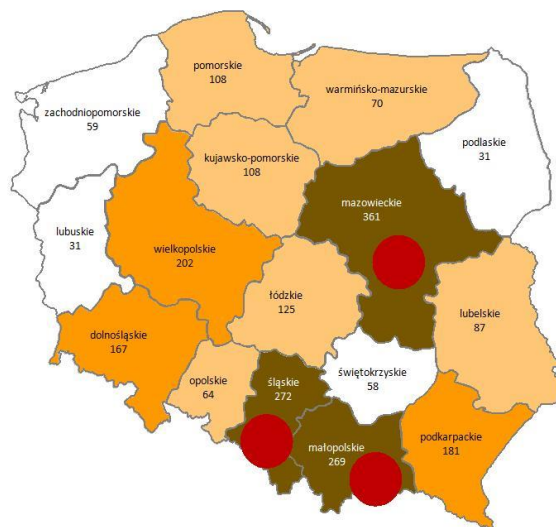 pomorskie
108
warmińsko-mazurskie
70
zachodniopomorskie
59
podlaskie
31
kujawsko-pomorskie
108
mazowieckie
361
lubuskie
31
wielkopolskie
202
łódzkie
125
lubelskie
87
dolnośląskie
167
opolskie
64
śląskie
272
świętokrzyskie
58
małopolskie
269
podkarpackie
181